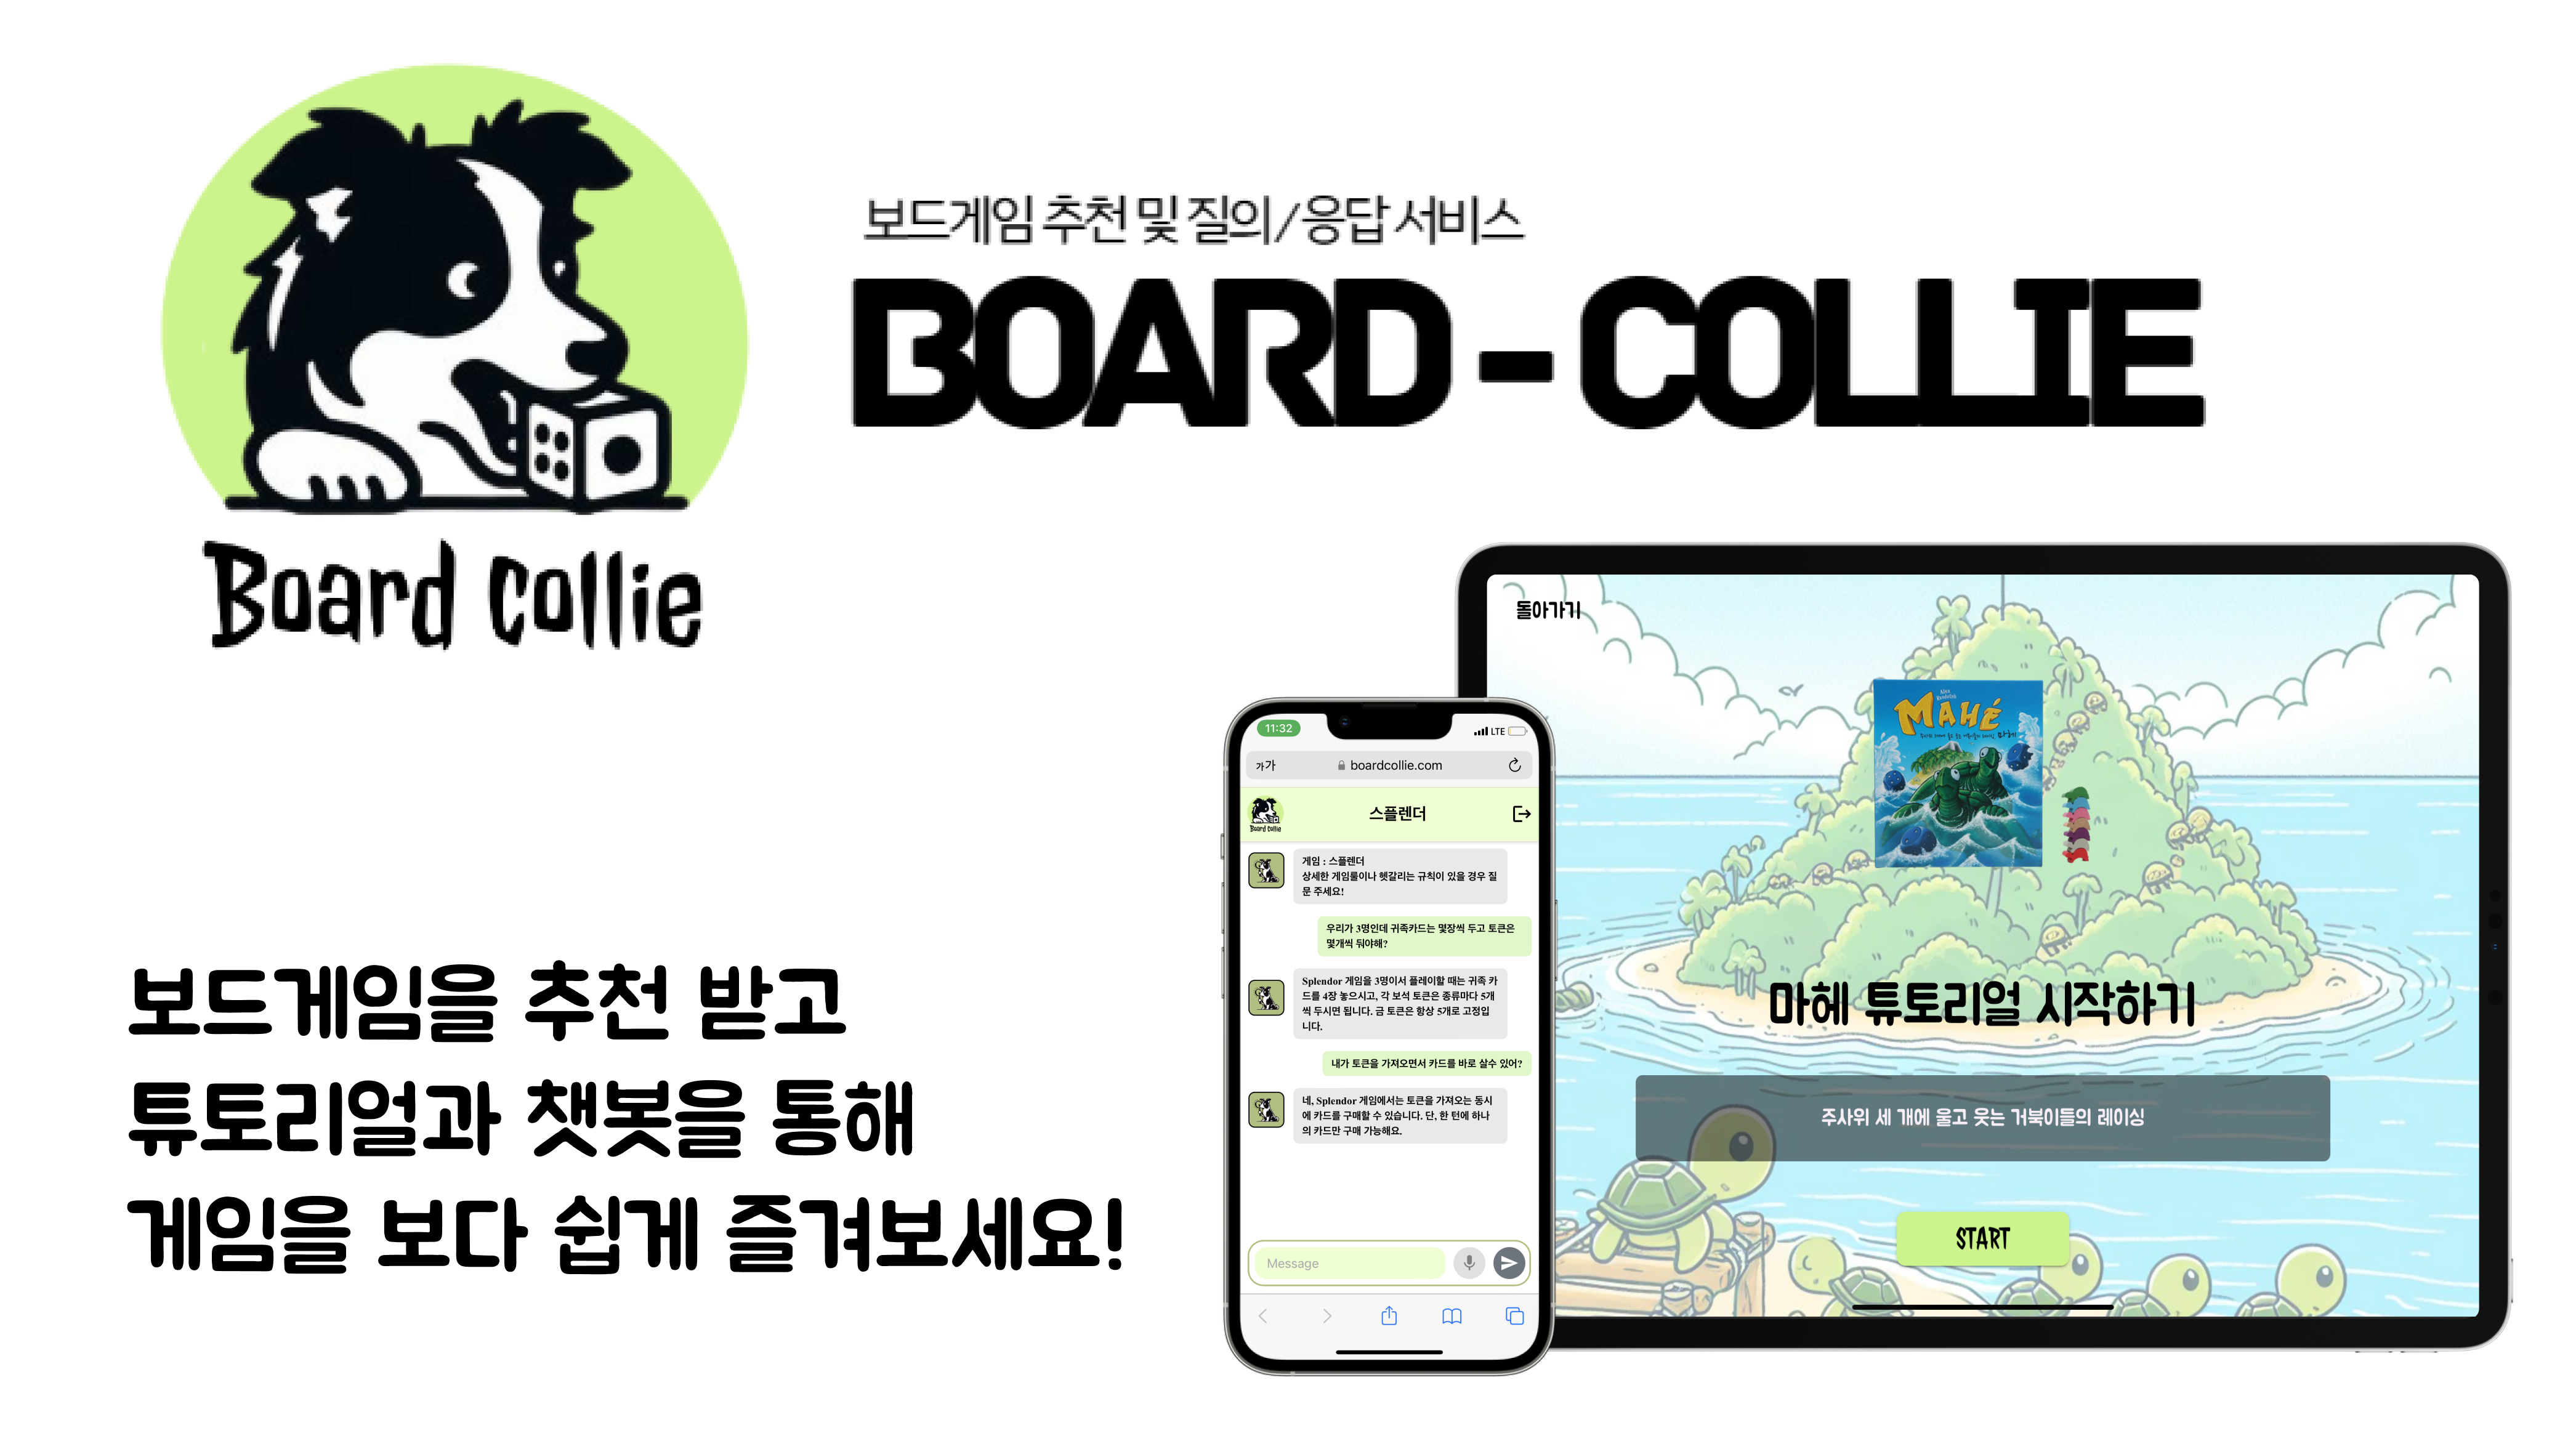 보드게임 추천 및 질의/응답 서비스
BOARD - COLLIE
Board Collie
보드게임을 추천 받고
튜토리얼과 챗봇을 통해
게임을 보다 쉽게 즐겨보세요!
11:32
LTE
가가
boardcollie.com
Board Collie
스플렌더
게임 : 스플렌더
상세한 게임룰이나 헷갈리는 규칙이 있을 경우 질
문 주세요!
우리가 3명인데 귀족카드는 몇장씩 두고 토큰은
몇개씩 둬야해?
Splendor 게임을 3명이서 플레이할 때는 귀족 카
드를 4장 놓으시고, 각 보석 토큰은 종류마다 5개
씩 두시면 됩니다. 금 토큰은 항상 5개로 고정입
니다.
내가 토큰을 가져오면서 카드를 바로 살수 있어?
네, Splendor 게임에서는 토큰을 가져오는 동시
에 카드를 구매할 수 있습니다. 단, 한 턴에 하나
의 카드만 구매 가능해요.
Message
돌아가기
MAHÉ
마헤
마헤 튜토리얼 시작하기
주사위 세 개에 울고 웃는 거북이들의 레이싱
START